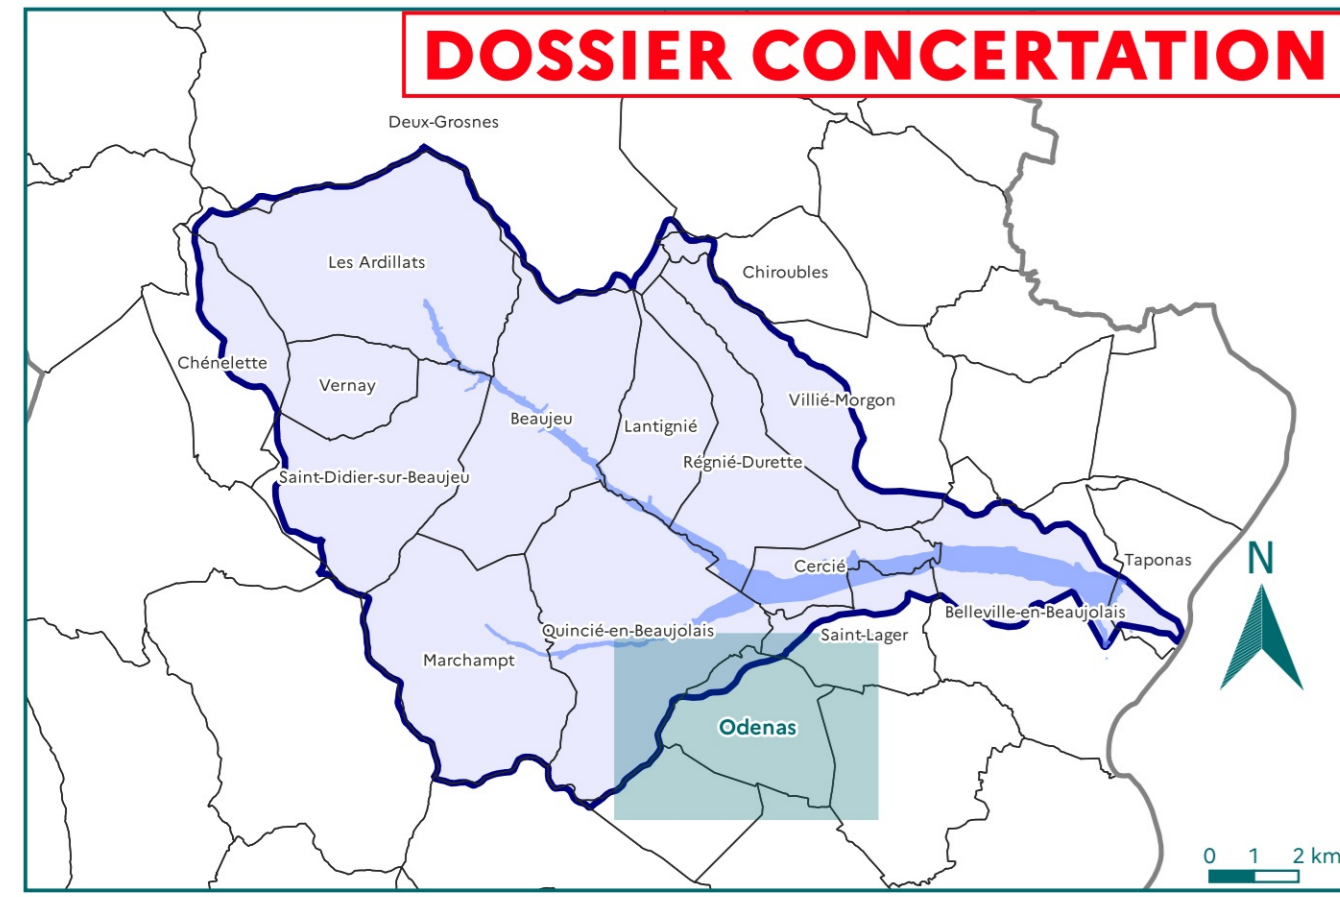 DOSSIER CONCERTATION
Deux-Grosnes
Les Ardillats
Chiroubles
Chénelette
Vernay
Villié-Morgon
Beaujeu
Lantignié
Régnié-Durette
Saint-Didier-sur-Beaujeu
Taponas
N
Cercié
Belleville-en-Beaujolais
Quincié-en-Beaujolais
Saint-Lager
Marchampt
Odenas
0 1 2 km